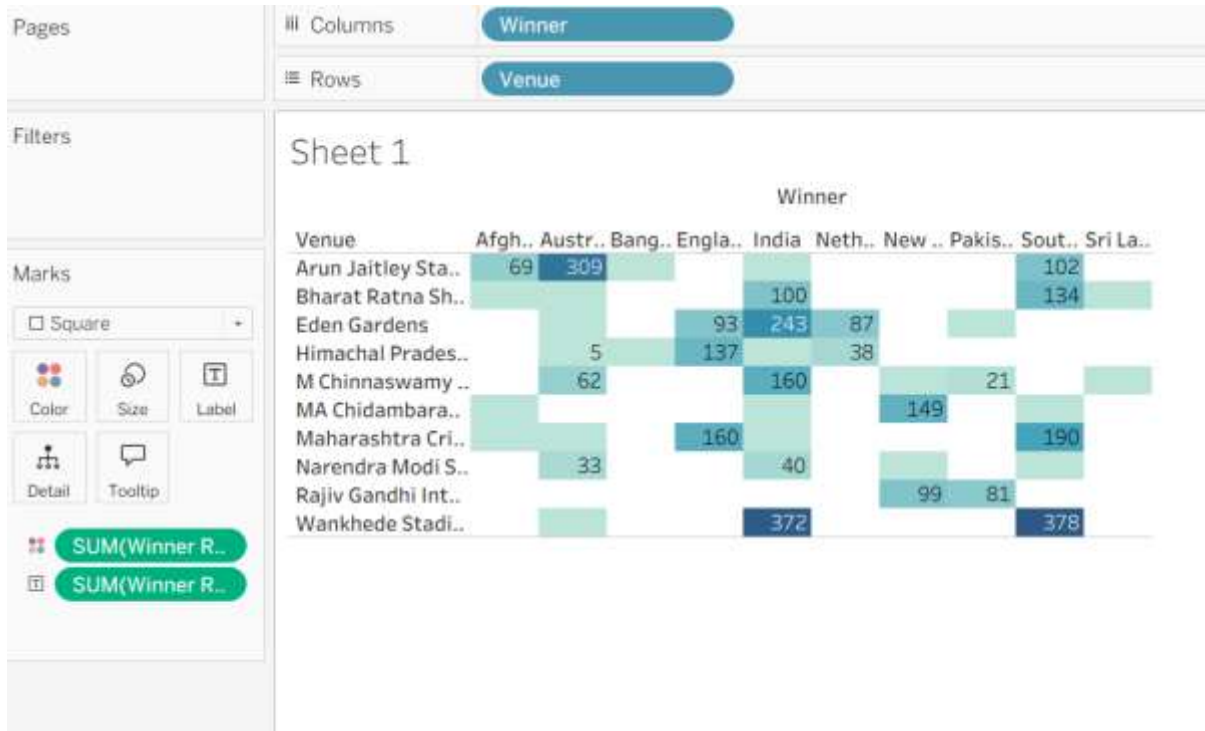 Pages
Columns Winner
Rows Venue
Filters
Sheet 1
Winner
Venue Afgh.. Austr.. Bang.. Engla.. India Neth.. New .. Pakis.. Sout.. Sri La..
Arun Jaitley Sta.. 69 309 102
Bharat Ratna Sh.. 100 134
Eden Gardens 93 243 87
Himachal Prades.. 5 137 38
M Chinnaswamy .. 62 160 21
MA Chidambara.. 149
Maharashtra Cri.. 160 190
Narendra Modi S.. 33 40
Rajiv Gandhi Int.. 99 81
Wankhede Stadi.. 372 378
Marks
Square
Color Size Label
Detail Tooltip
SUM(Winner R..
T SUM(Winner R..